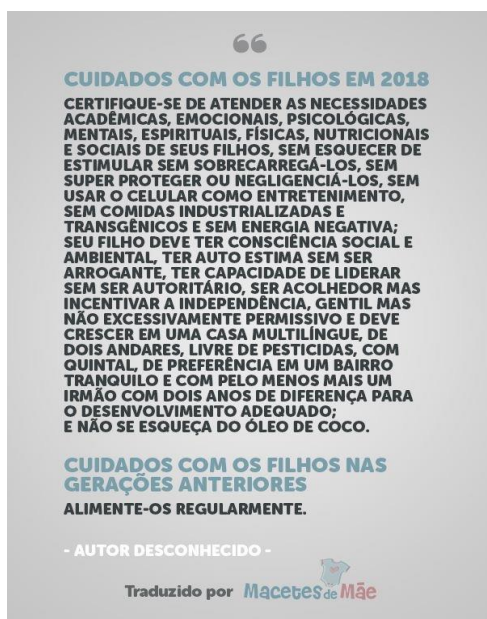 CUIDADOS COM OS FILHOS EM 2018
CERTIFIQUE-SE DE ATENDER AS NECESSIDADES
ACADÊMICAS, EMOCIONAIS, PSICOLÓGICAS,
MENTAIS, ESPIRITUAIS, FÍSICAS, NUTRICIONAIS
E SOCIAIS DE SEUS FILHOS, SEM ESQUECER DE
ESTIMULAR SEM SOBRECARREGÁ-LOS, SEM
SUPER PROTEGER OU NEGLIGENCIÁ-LOS, SEM
USAR O CELULAR COMO ENTRETENIMENTO,
SEM COMIDAS INDUSTRIALIZADAS E
TRANSGÊNICOS E SEM ENERGIA NEGATIVA;
SEU FILHO DEVE TER CONSCIÊNCIA SOCIAL E
AMBIENTAL, TER AUTO ESTIMA SEM SER
ARROGANTE, TER CAPACIDADE DE LIDERAR
SEM SER AUTORITÁRIO, SER ACOLHEDOR MAS
INCENTIVAR A INDEPENDÊNCIA, GENTIL MAS
NÃO EXCESSIVAMENTE PERMISSIVO E DEVE
CRESCER EM UMA CASA MULTILÍNGUE, DE
DOIS ANDARES, LIVRE DE PESTICIDAS, COM
QUINTAL, DE PREFERÊNCIA EM UM BAIRRO
TRANQUILO E COM PELO MENOS MAIS UM
IRMÃO COM DOIS ANOS DE DIFERENÇA PARA
O DESENVOLVIMENTO ADEQUADO;
E NÃO SE ESQUEÇA DO ÓLEO DE COCO.
CUIDADOS COM OS FILHOS NAS
GERAÇÕES ANTERIORES
ALIMENTE-OS REGULARMENTE.
- AUTOR DESCONHECIDO -
Traduzido por Macetes de Mãe